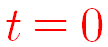 t = 0